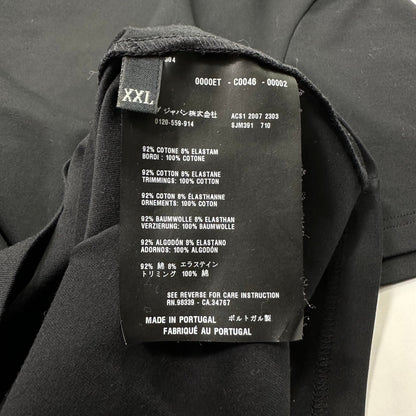 XXL
0000ET - C0046 -00002
ジャパン株式会社
ACS1 2007 2303
0120-559-914
SJM391 710
92% COTONE 8% ELASTAM
BORDI : 100% COTONE
92% COTTON 8% ELASTANE
TRIMMINGS: 100% COTTON
92% COTON 8% ELASTHANNE
ORNEMENTS: 100% COTON
92% BAUMWOLLE 8% ELASTHAN
VERZIERUNG: 100% BAUMWOLLE
92% ALGODÓN 8% ELASTANO
ADORNOS: 100% ALGODÓN
92% 綿 8% エラステイン
トリミング 100% 綿
SEE REVERSE FOR CARE INSTRUCTION
RN.98339 - CA.34767
MADE IN PORTUGAL ポルトガル製
FABRIQUÉ AU PORTUGAL